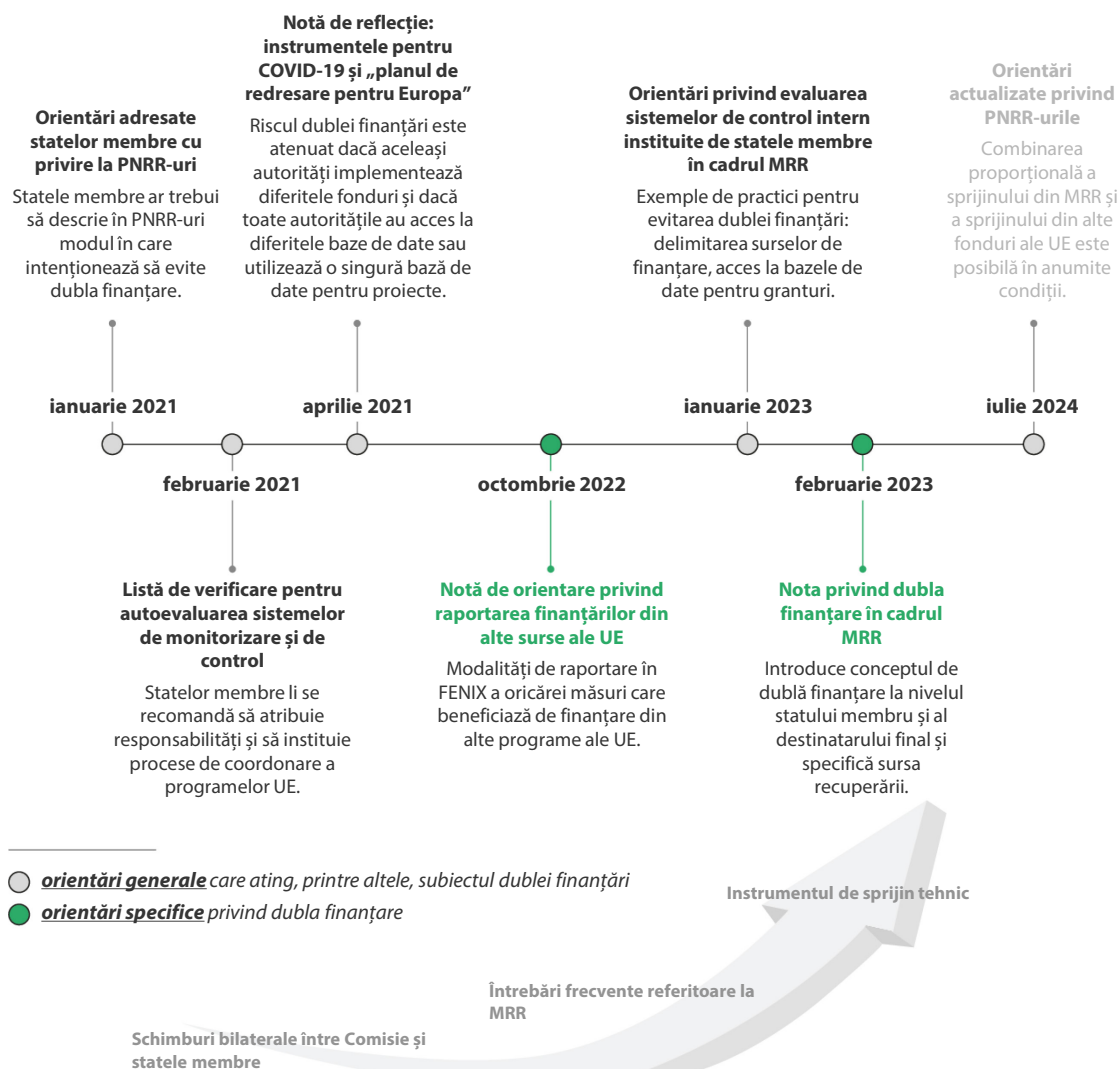 Orientări adresate
statelor membre cu
privire la PNRR-uri
Statele membre ar trebui
să descrie în PNRR-uri
modul în care
intenționează să evite
dubla finanțare.
Notă de reflecție:
instrumentele pentru
COVID-19 și „planul de
redresare pentru Europa”
Riscul dublei finanțări este
atenuat dacă aceleași
autorități implementează
diferitele fonduri și dacă
toate autoritățile au acces la
diferitele baze de date sau
utilizează o singură bază de
date pentru proiecte.
Orientări privind evaluarea
sistemelor de control intern
instituite de statele membre
în cadrul MRR
Exemple de practici pentru
evitarea dublei finanțări:
delimitarea surselor de
finanțare, acces la bazele de
date pentru granturi.
Orientări
actualizate privind
PNRR-urile
Combinarea
proporțională a
sprijinului din MRR și
a sprijinului din alte
fonduri ale UE este
posibilă în anumite
condiții.
ianuarie 2021
aprilie 2021
ianuarie 2023
iulie 2024
februarie 2021
octombrie 2022
februarie 2023
Listă de verificare pentru
autoevaluarea sistemelor
de monitorizare și de
control
Statelor membre li se
recomandă să atribuie
responsabilități și să instituie
procese de coordonare a
programelor UE.
Notă de orientare privind
raportarea finanțărilor din
alte surse ale UE
Modalități de raportare în
FENIX a oricărei măsuri care
beneficiază de finanțare din
alte programe ale UE.
Nota privind dubla
finanțare în cadrul
MRR
Introduce conceptul de
dublă finanțare la nivelul
statului membru și al
destinatarului final și
specifică sursa
recuperării.
orientări generale care ating, printre altele, subiectul dublei finanțări
orientări specifice privind dubla finanțare
Instrumentul de sprijin tehnic
Întrebări frecvente referitoare la
MRR
Schimburi bilaterale între Comisie și
statele membre